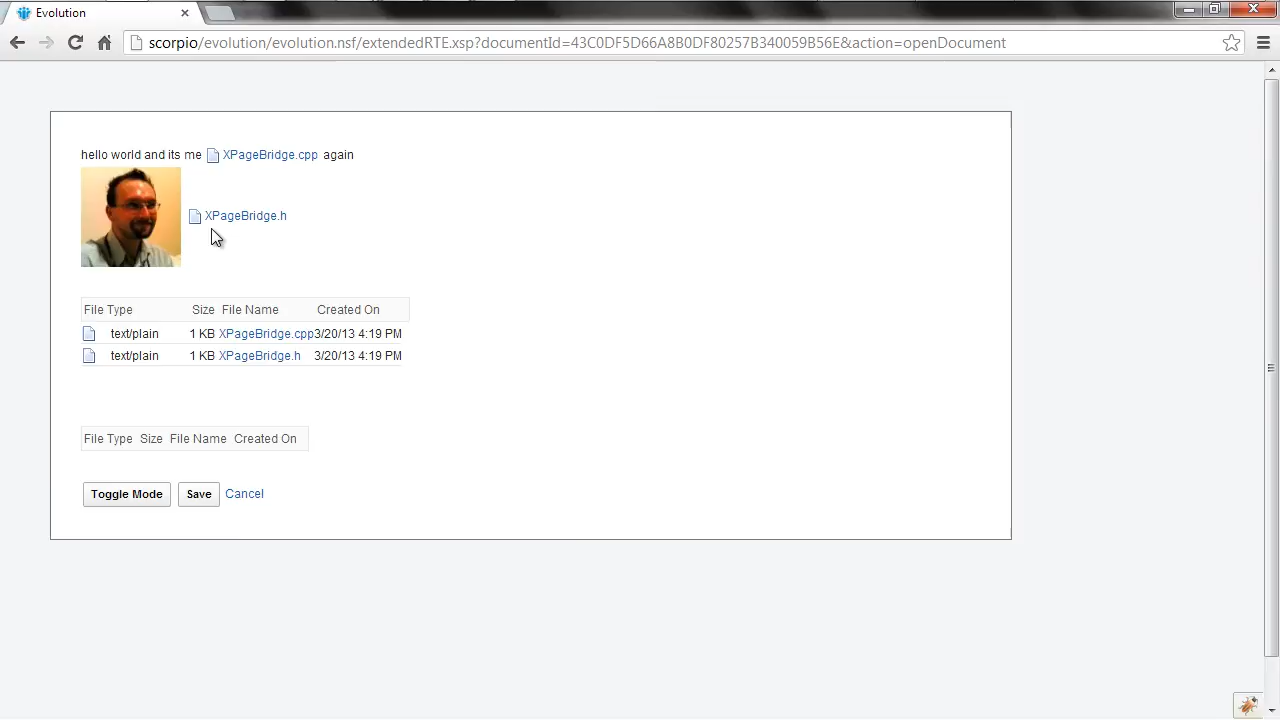 Evolution
scorpio/evolution/evolution.nsf/extendedRTE.xsp?documentId=43C0DF5D66A8B0DF80257B340059B56E&action=openDocument
hello world and its me XPageBridge.cpp again
XPageBridge.h
File Type Size File Name Created On
text/plain 1 KB XPageBridge.cpp 3/20/13 4:19 PM
text/plain 1 KB XPageBridge.h 3/20/13 4:19 PM
File Type Size File Name Created On
Toggle Mode Save Cancel